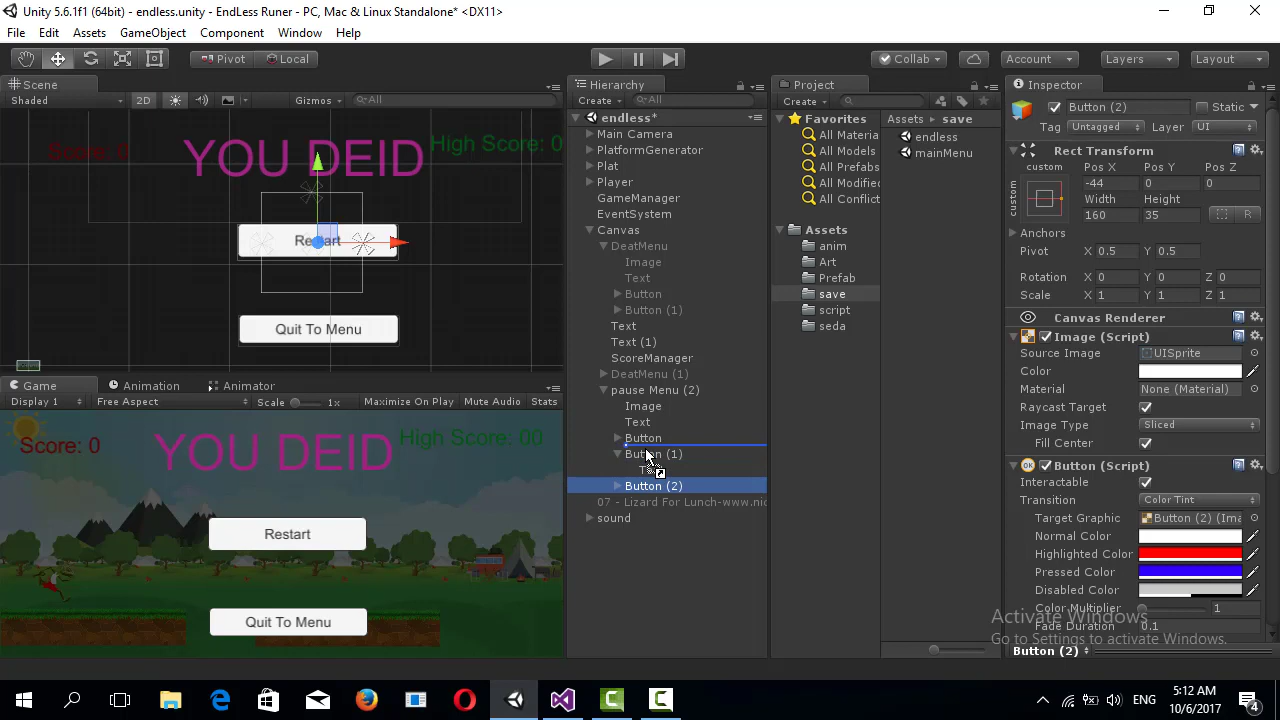 Unity 5.6.1f1 (64bit) - endless.unity - EndLess Runer - PC, Mac & Linux Standalone* <DX11>
File Edit Assets GameObject Component Window Help
Pivot Local Collab Account Layers Layout
Scene
Shaded 2D Gizmos All
Score: 0 YOU DEID High Score: 0
Restart
Quit To Menu
Game Animation Animator
Display 1 Free Aspect Scale 1x Maximize On Play Mute Audio Stats
Score: 0 YOU DEID High Score: 00
Restart
Quit To Menu
Hierarchy
Create All
endless*
Main Camera
PlatformGenerator
Plat
Player
GameManager
EventSystem
Canvas
DeatMenu
Image
Text
Button
Button (1)
Text
Text (1)
ScoreManager
DeatMenu (1)
pause Menu (2)
Image
Text
Button
Button (1)
Button (2)
07 - Lizard For Lunch-www.nic
sound
Project
Create
Favorites
All Materia
All Models
All Prefabs
All Modified
All Conflict
Assets
anim
Art
Prefab
save
script
seda
Assets save
endless
mainMenu
Inspector
Button (2) Static
Tag Untagged Layer UI
Rect Transform
custom Pos X Pos Y Pos Z
custom -44 0 0
Width Height
160 35 R
Anchors
Pivot X 0.5 Y 0.5
Rotation X 0 Y 0 Z 0
Scale X 1 Y 1 Z 1
Canvas Renderer
Image (Script)
Source Image UISprite
Color
Material None (Material)
Raycast Target
Image Type Sliced
Fill Center
Button (Script)
Interactable
Transition Color Tint
Target Graphic Button (2) (Ima
Normal Color
Highlighted Color
Pressed Color
Disabled Color
Color Multiplier 1
Fade Duration 0.1
Activate Windows
Go to Settings to activate Windows.
Button (2)
ENG 5:12 AM
10/6/2017